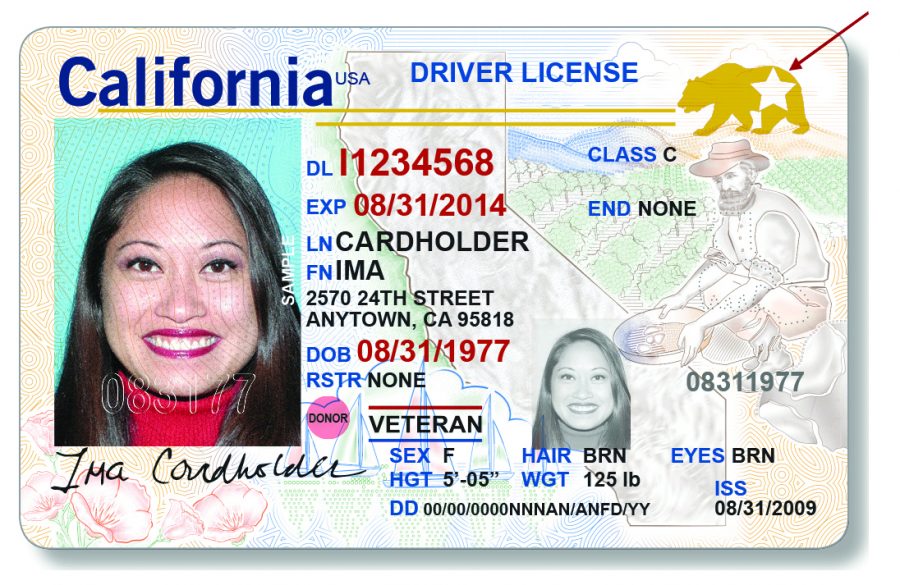 California USA DRIVER LICENSE
DL I1234568
CLASS C
EXP 08/31/2014
END NONE
LN CARDHOLDER
FN IMA
2570 24TH STREET
ANYTOWN, CA 95818
DOB 08/31/1977
RSTR NONE
08311977
SAMPLE
083177
DONOR
VETERAN
Ima Cardholder
SEX F HAIR BRN EYES BRN
HGT 5'-05" WGT 125 lb
ISS
DD 00/00/0000NNNAN/ANFD/YY 08/31/2009